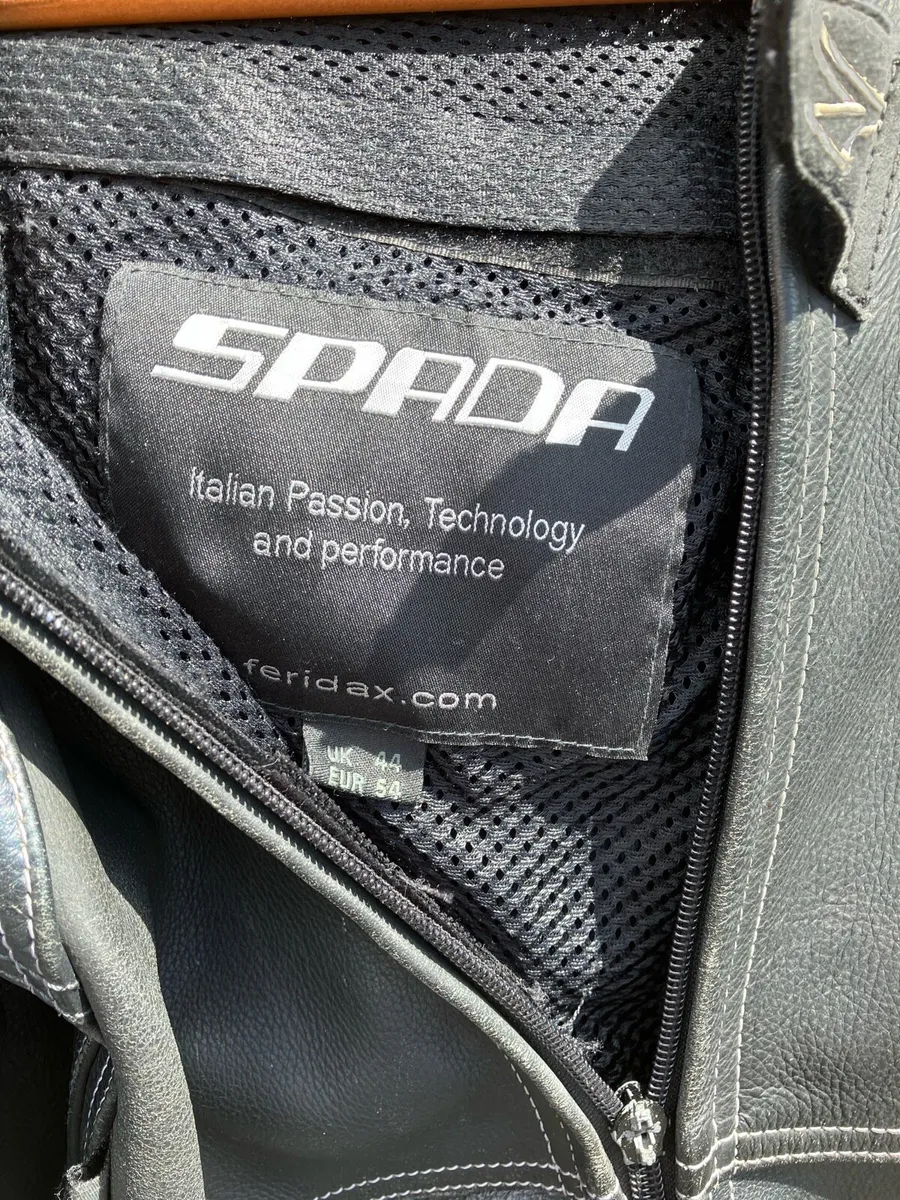 SPADA
Italian Passion, Technology
and performance
feridax.com
UK 44
EUR 54